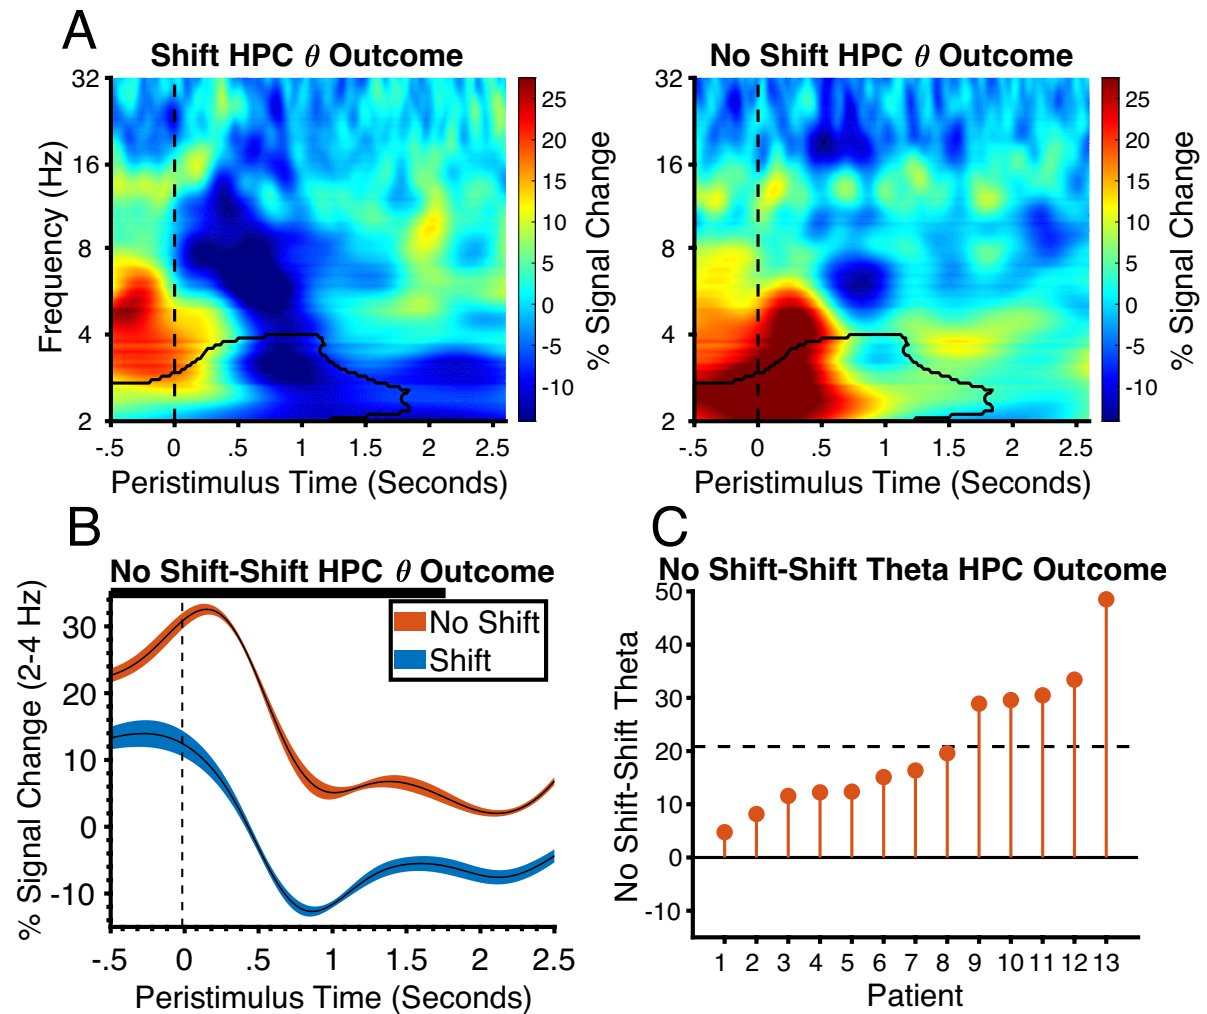 A
Shift HPC θ Outcome
No Shift HPC θ Outcome
Frequency (Hz)
32
16
8
4
2
-.5 0 .5 1 1.5 2 2.5
Peristimulus Time (Seconds)
25
20
15
10
5
0
-5
-10
% Signal Change
32
16
8
4
2
-.5 0 .5 1 1.5 2 2.5
Peristimulus Time (Seconds)
25
20
15
10
5
0
-5
-10
% Signal Change
B
No Shift-Shift HPC θ Outcome
% Signal Change (2-4 Hz)
30
20
10
0
-10
No Shift
Shift
-.5 0 .5 1 1.5 2 2.5
Peristimulus Time (Seconds)
C
No Shift-Shift Theta HPC Outcome
No Shift-Shift Theta
50
40
30
20
10
0
-10
1 2 3 4 5 6 7 8 9 10 11 12 13
Patient